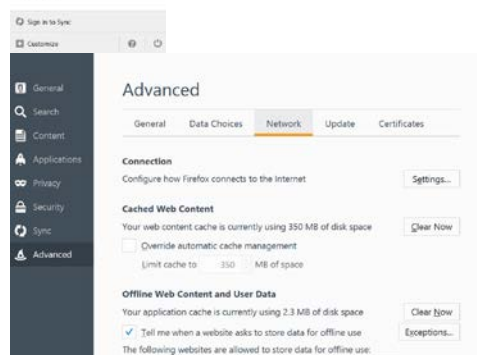 Sign in to Sync
Customize
General
Search
Content
Applications
Privacy
Security
Sync
Advanced
Advanced
General Data Choices Network Update Certificates
Connection
Configure how Firefox connects to the Internet Settings...
Cached Web Content
Your web content cache is currently using 350 MB of disk space Clear Now
Override automatic cache management
Limit cache to 350 MB of space
Offline Web Content and User Data
Your application cache is currently using 2.3 MB of disk space Clear Now
Tell me when a website asks to store data for offline use Exceptions...
The following websites are allowed to store data for offline use: